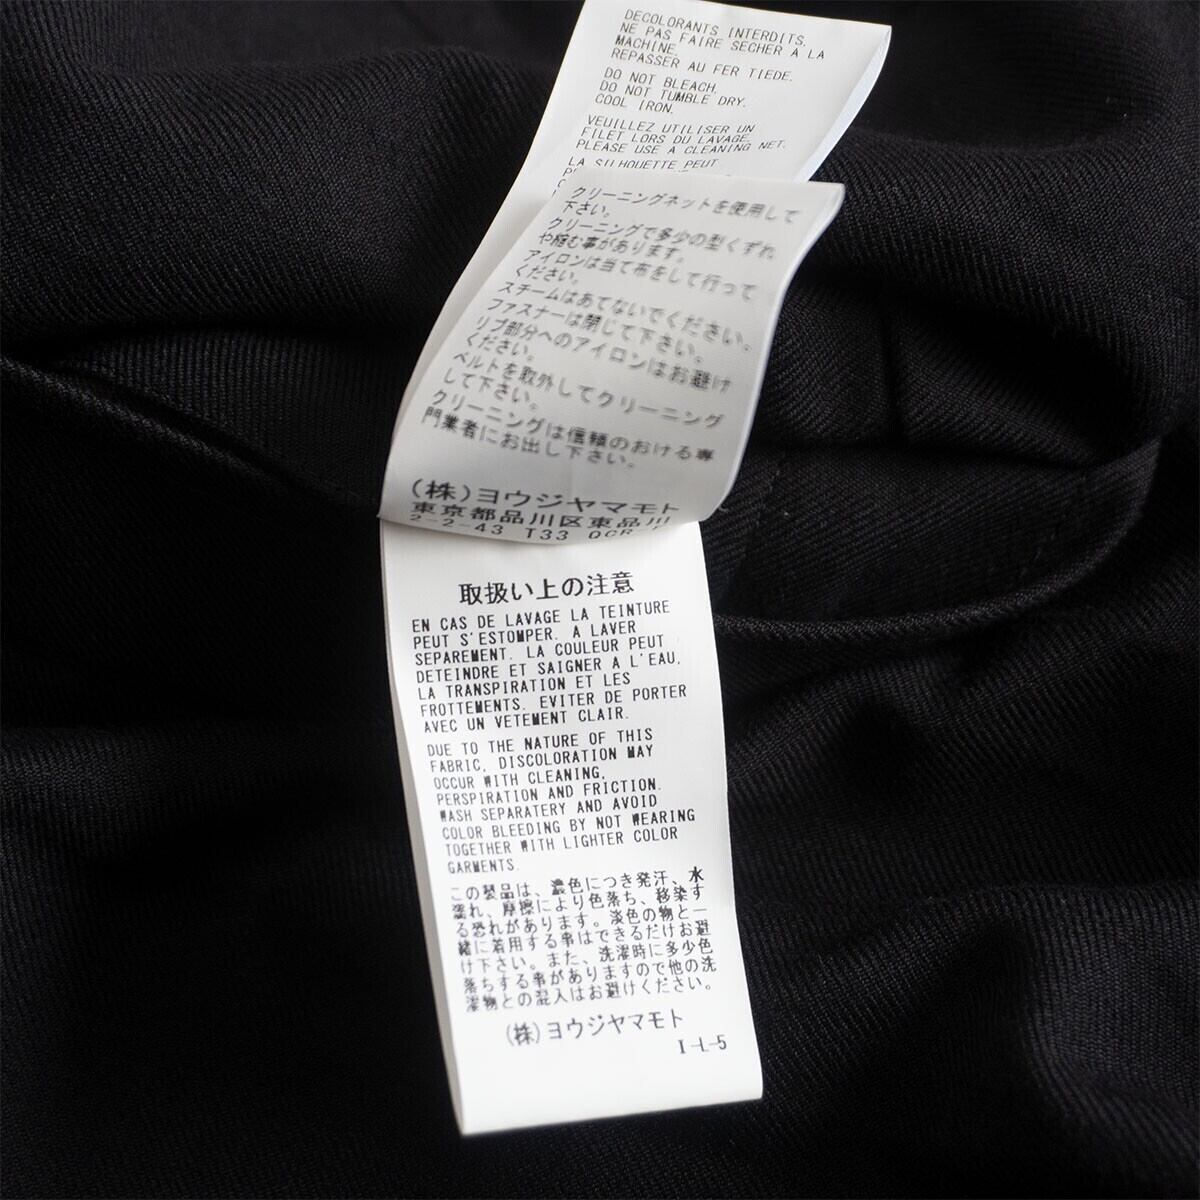 DECOLORANTS INTERDITS.
NE PAS FAIRE SECHER A LA
MACHINE.
REPASSER AU FER TIEDE.
DO NOT BLEACH.
DO NOT TUMBLE DRY.
COOL IRON.
VEUILLEZ UTILISER UN
FILET LORS DU LAVAGE.
PLEASE USE A CLEANING NET.
LA SILHOUETTE PEUT
クリーニングネットを使用して
下さい。
クリーニングで多少の型くずれ
や縮む事があります。
アイロンは当て布をして行って
ください。
スチームはあてないでください。
ファスナーは閉じて下さい。
リブ部分へのアイロンはお避け
ください。
ベルトを取外してクリーニング
して下さい。
クリーニングは信頼のおける専
門業者にお出し下さい。
(株)ヨウジヤマモト
東京都品川区東品川
2-2-43 T33 OCR
取扱い上の注意
EN CAS DE LAVAGE LA TEINTURE
PEUT S'ESTOMPER. A LAVER
SEPAREMENT. LA COULEUR PEUT
DETEINDRE ET SAIGNER A L'EAU,
LA TRANSPIRATION ET LES
FROTTEMENTS. EVITER DE PORTER
AVEC UN VETEMENT CLAIR.
DUE TO THE NATURE OF THIS
FABRIC, DISCOLORATION MAY
OCCUR WITH CLEANING,
PERSPIRATION AND FRICTION.
WASH SEPARATERY AND AVOID
COLOR BLEEDING BY NOT WEARING
TOGETHER WITH LIGHTER COLOR
GARMENTS.
この製品は、濃色につき発汗、水
濡れ、摩擦により色落ち、移染す
る恐れがあります。淡色の物と一
緒に着用する事はできるだけお避
け下さい。また、洗濯時に多少色
落ちする事がありますので他の洗
濯物との混入はお避けください。
(株)ヨウジヤマモト
I-L-5